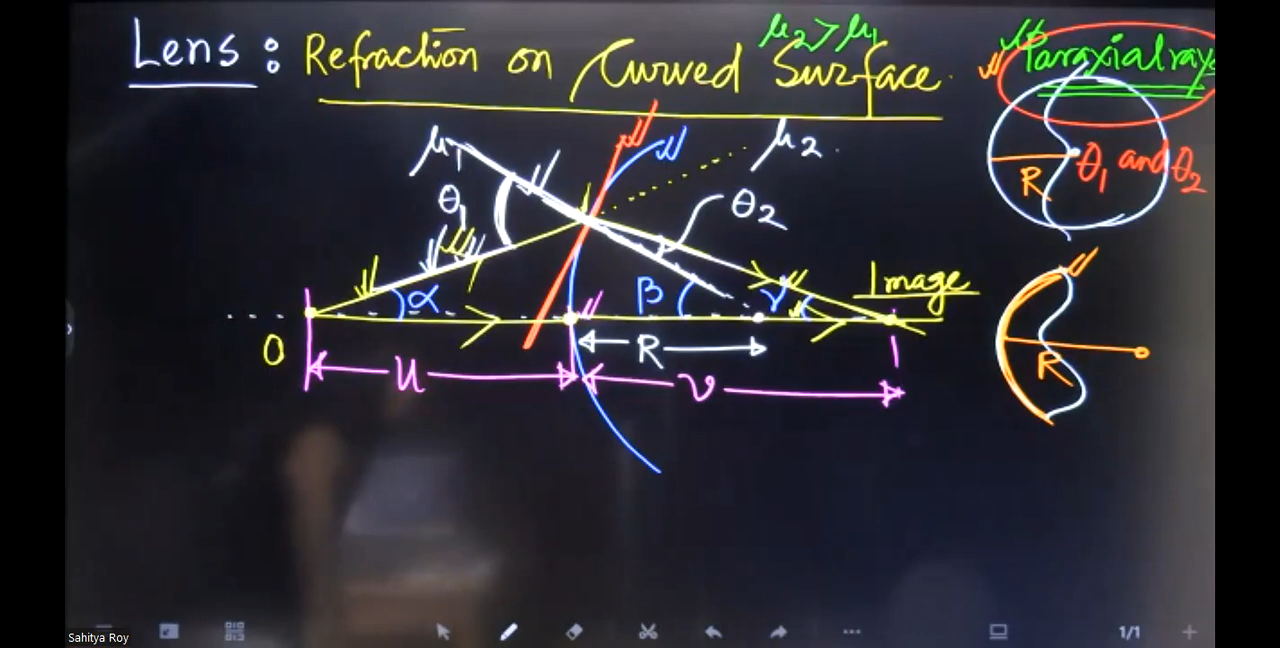 Lens : Refraction on Curved Surface
μ2 > μ1
Paraxial rays
θ1 and θ2
R
μ1
μ2
θ1
θ2
α
β
γ
Image
O
R
u
v
R
1/1
Sahitya Roy